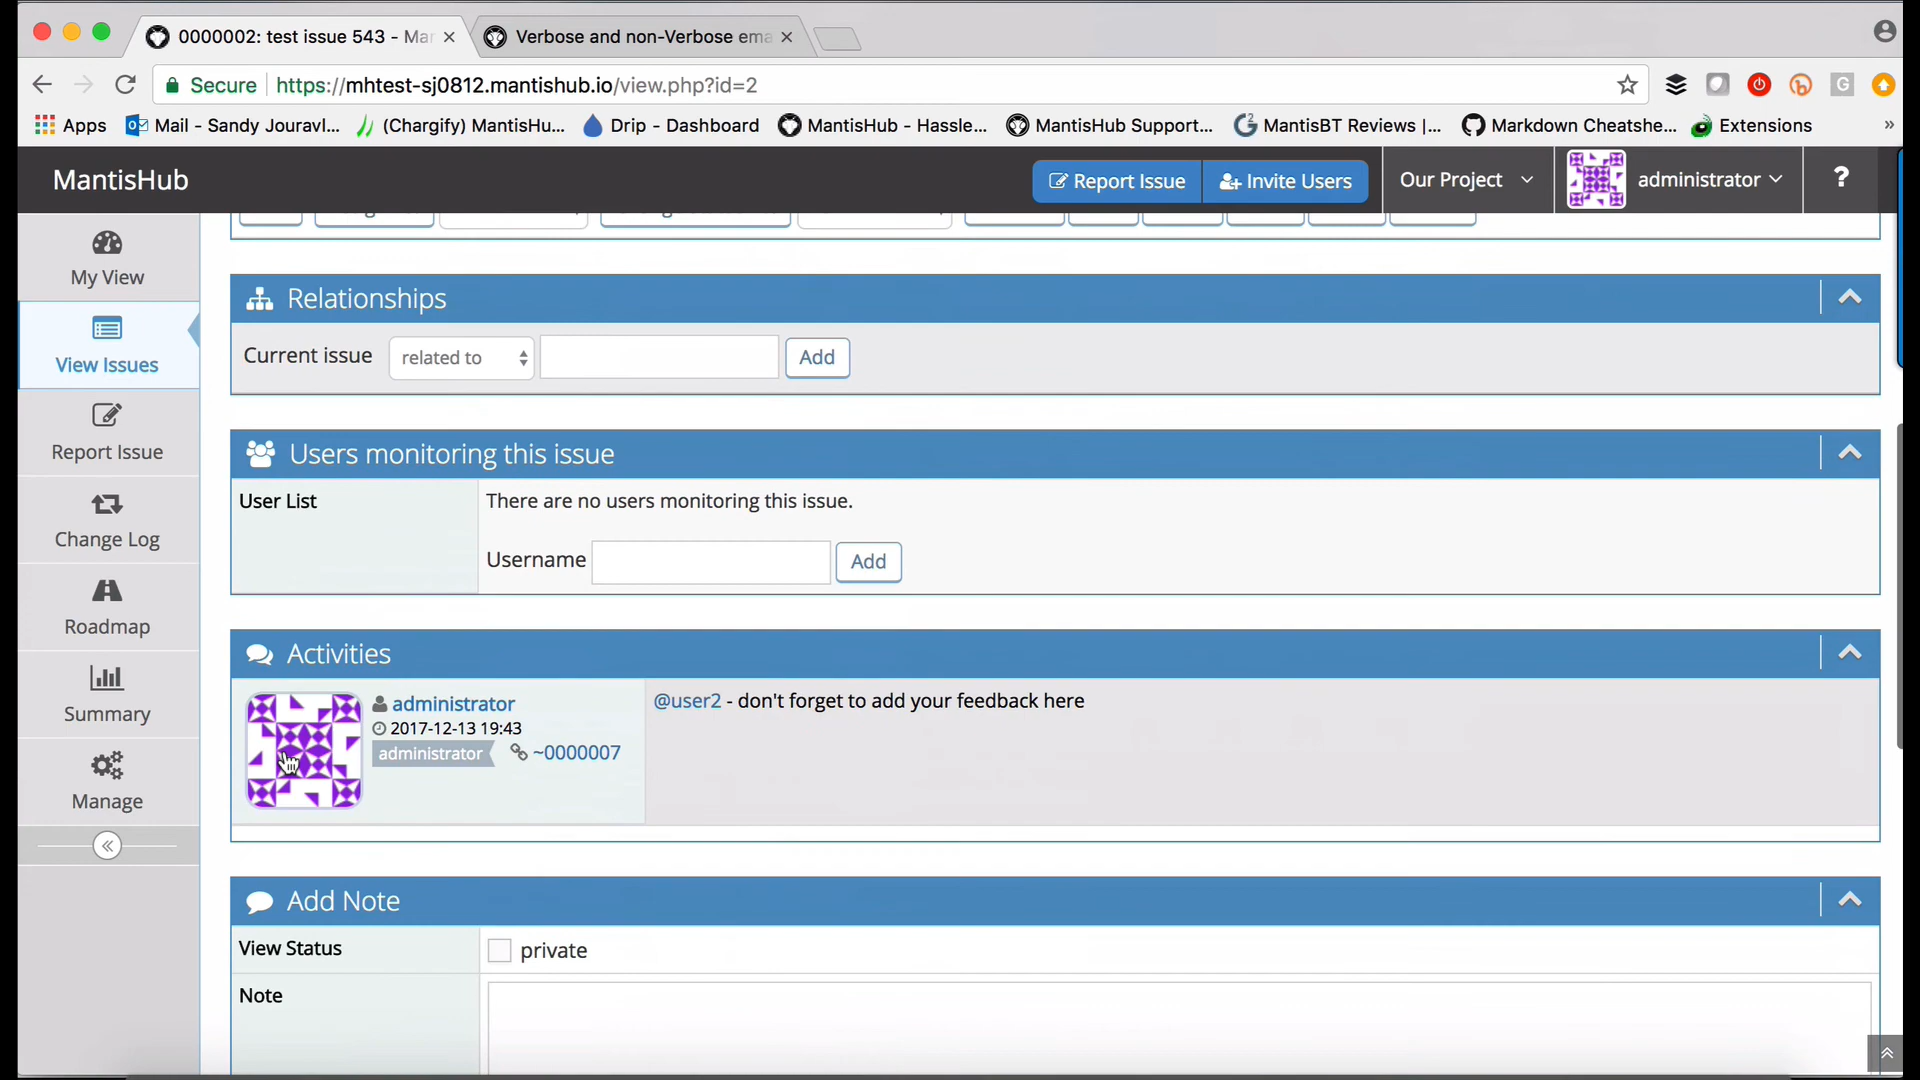 0000002: test issue 543 - Ma
Verbose and non-Verbose ema
Secure
https://mhtest-sj0812.mantishub.io/view.php?id=2
G
Apps
Mail - Sandy Jouravl...
(Chargify) MantisHu...
Drip - Dashboard
MantisHub - Hassle...
MantisHub Support...
MantisBT Reviews |...
Markdown Cheatshe...
Extensions
»
MantisHub
Report Issue
Invite Users
Our Project
administrator
?
My View
View Issues
Report Issue
Change Log
Roadmap
Summary
Manage
Relationships
Current issue
related to
Add
Users monitoring this issue
User List
There are no users monitoring this issue.
Username
Add
Activities
administrator
2017-12-13 19:43
administrator
~0000007
@user2 - don't forget to add your feedback here
Add Note
View Status
private
Note